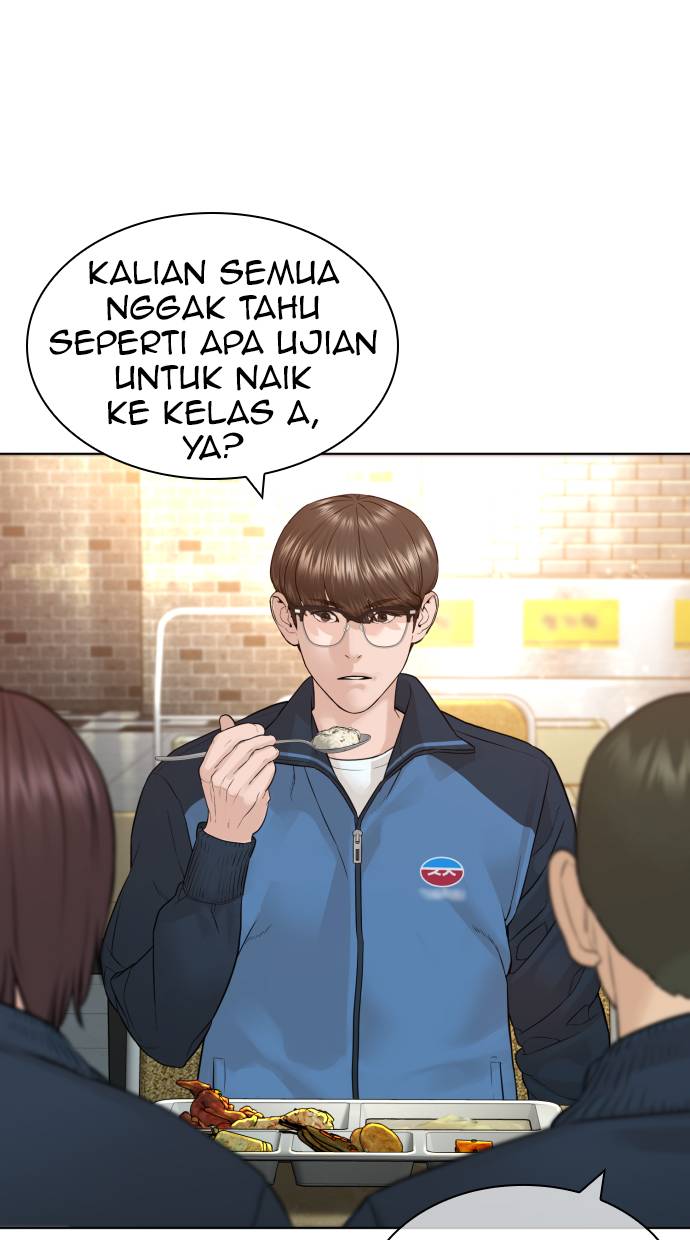 KALIAN SEMUA
NGGAK TAHU
SEPERTI APA UJIAN
UNTUK NAIK
KE KELAS A,
YA?